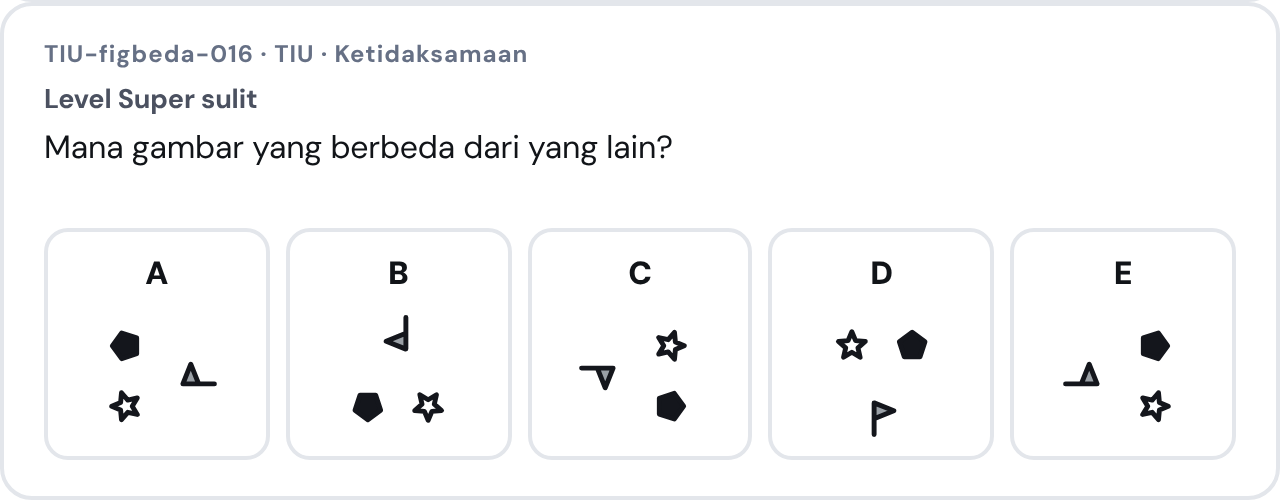 TIU-figbeda-016 · TIU · Ketidaksamaan
Level Super sulit
Mana gambar yang berbeda dari yang lain?
A B C D E